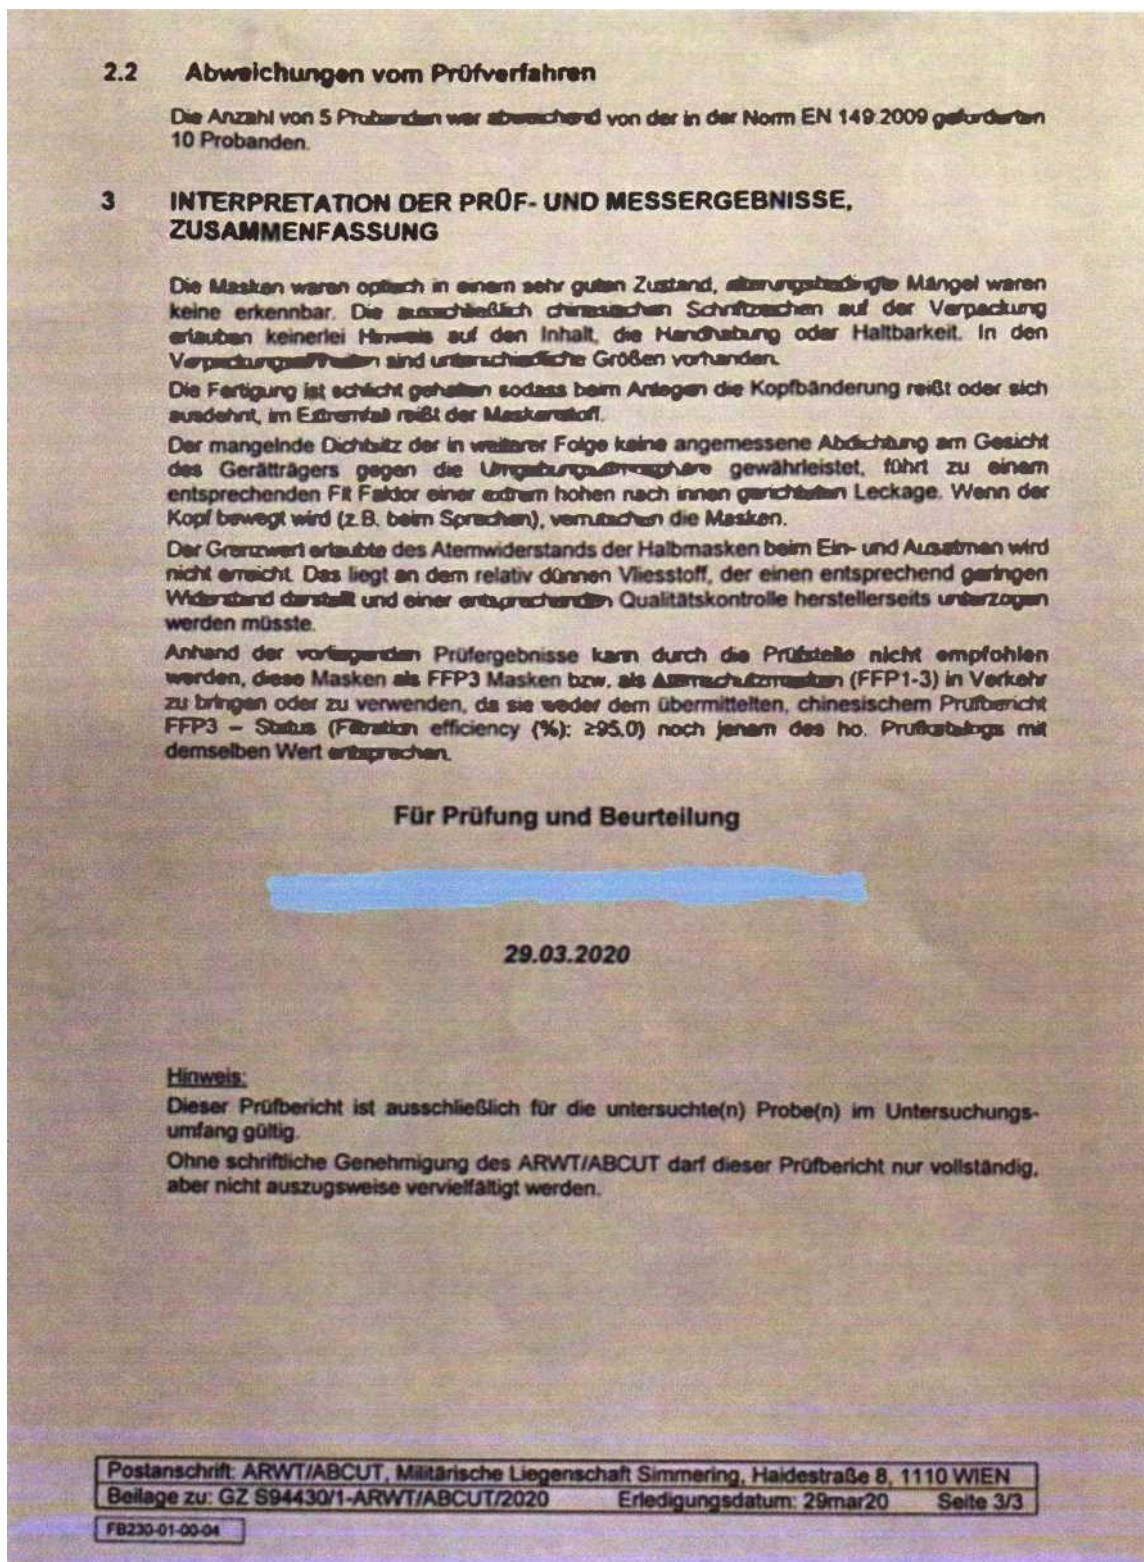 2.2 Abweichungen vom Prüfverfahren
Die Anzahl von 5 Probanden war abweichend von der in der Norm EN 149:2009 geforderten
10 Probanden.
3 INTERPRETATION DER PRÜF- UND MESSERGEBNISSE,
ZUSAMMENFASSUNG
Die Masken waren optisch in einem sehr guten Zustand, alterungsbedingte Mängel waren
keine erkennbar. Die ausschließlich chinesischen Schriftzeichen auf der Verpackung
erlauben keinerlei Hinweis auf den Inhalt, die Handhabung oder Haltbarkeit. In den
Verpackungseinheiten sind unterschiedliche Größen vorhanden.
Die Fertigung ist schlicht gehalten sodass beim Anlegen die Kopfbänderung reißt oder sich
ausdehnt, im Extremfall reißt der Maskenstoff.
Der mangelnde Dichtsitz der in weiterer Folge keine angemessene Abdichtung am Gesicht
des Gerätträgers gegen die Umgebungsatmosphäre gewährleistet, führt zu einem
entsprechenden Fit Faktor einer extrem hohen nach innen gerichteten Leckage. Wenn der
Kopf bewegt wird (z.B. beim Sprechen), verrutschen die Masken.
Der Grenzwert erlaubte des Atemwiderstands der Halbmasken beim Ein- und Ausatmen wird
nicht erreicht. Das liegt an dem relativ dünnen Vliesstoff, der einen entsprechend geringen
Widerstand darstellt und einer entsprechenden Qualitätskontrolle herstellerseits unterzogen
werden müsste.
Anhand der vorliegenden Prüfergebnisse kann durch die Prüfstelle nicht empfohlen
werden, diese Masken als FFP3 Masken bzw. als Atemschutzmasken (FFP1-3) in Verkehr
zu bringen oder zu verwenden, da sie weder dem übermittelten, chinesischem Prüfbericht
FFP3 – Status (Filtration efficiency (%): ≥95.0) noch jenem des ho. Prüfkatalogs mit
demselben Wert entsprechen.
Für Prüfung und Beurteilung
29.03.2020
Hinweis:
Dieser Prüfbericht ist ausschließlich für die untersuchte(n) Probe(n) im Untersuchungs-
umfang gültig.
Ohne schriftliche Genehmigung des ARWT/ABCUT darf dieser Prüfbericht nur vollständig,
aber nicht auszugsweise vervielfältigt werden.
Postanschrift: ARWT/ABCUT, Militärische Liegenschaft Simmering, Haidestraße 8, 1110 WIEN
Beilage zu: GZ S94430/1-ARWT/ABCUT/2020 Erledigungsdatum: 29mar20 Seite 3/3
FB230-01-00-04